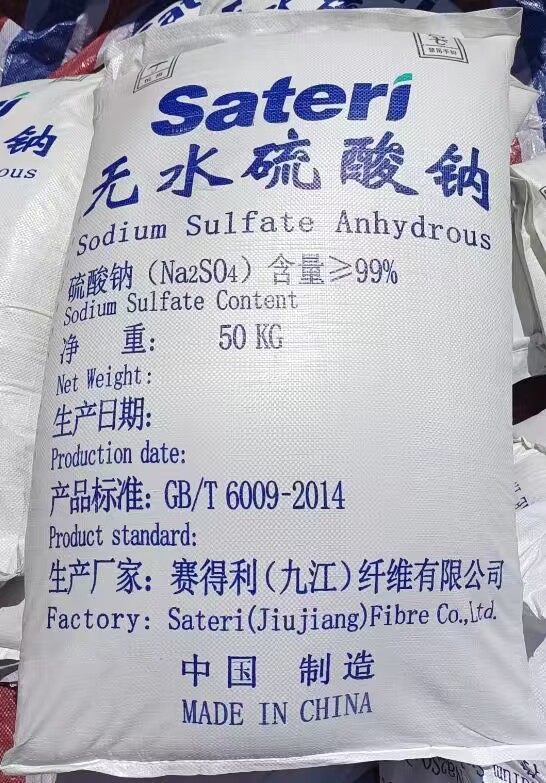 Sateri
无水硫酸钠
Sodium Sulfate Anhydrous
硫酸钠（Na2SO4）含量≥99%
Sodium Sulfate Content
净 重： 50 KG
Net Weight:
生产日期：
Production date:
产品标准：GB/T 6009-2014
Product standard:
生产厂家：赛得利（九江）纤维有限公司
Factory: Sateri(Jiujiang)Fibre Co.,Ltd.
中国 制造
MADE IN CHINA
Sa
钠
ous